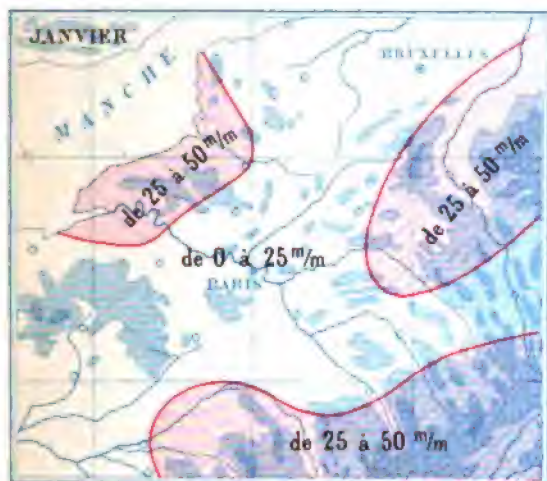 JANVIER
MANCHE
BRUXELLES
de 25 à 50 m/m
de 25 à 50 m/m
de 0 à 25 m/m
PARIS
de 25 à 50 m/m